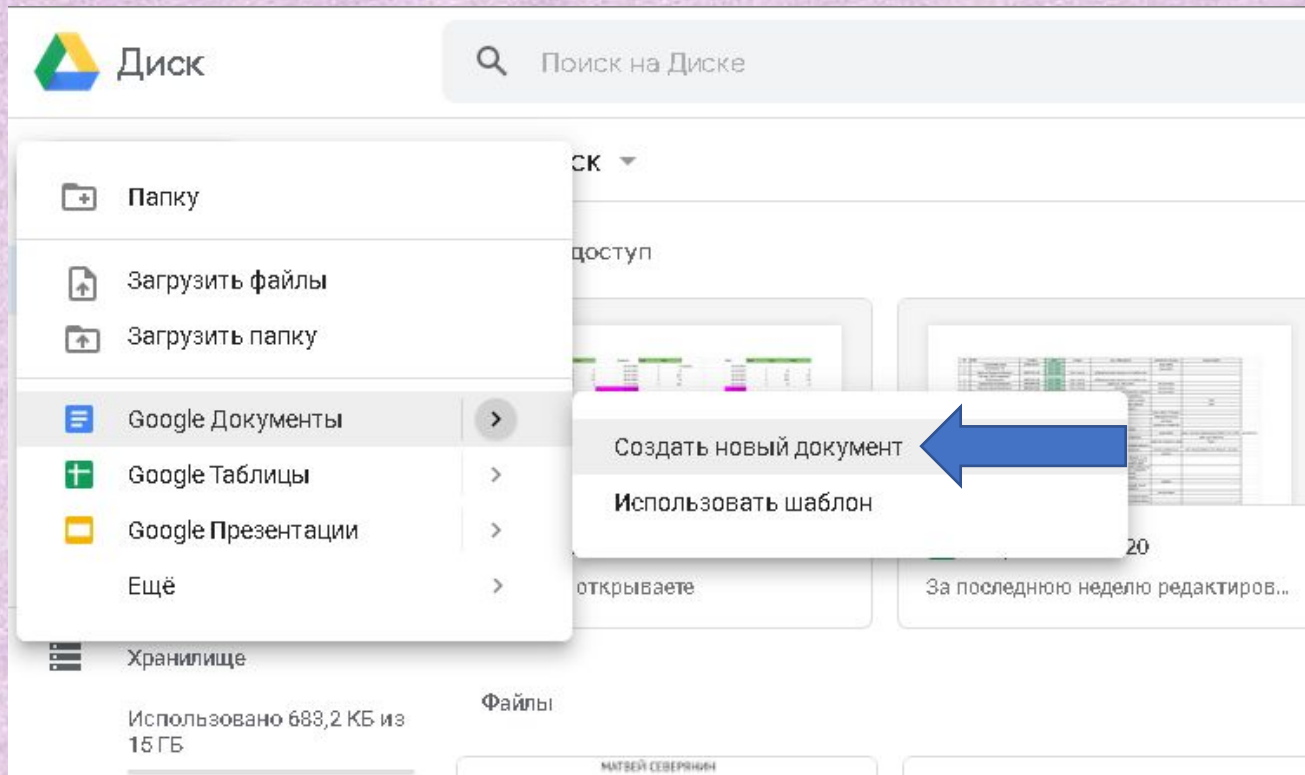 Диск
Поиск на Диске
ск
Папку
доступ
Загрузить файлы
Загрузить папку
Google Документы
Создать новый документ
Google Таблицы
Использовать шаблон
Google Презентации
20
Ещё
открываете
За последнюю неделю редактиров...
Хранилище
Файлы
Использовано 683,2 КБ из
15 ГБ
МАТВЕЙ СЕВЕРЯНИН